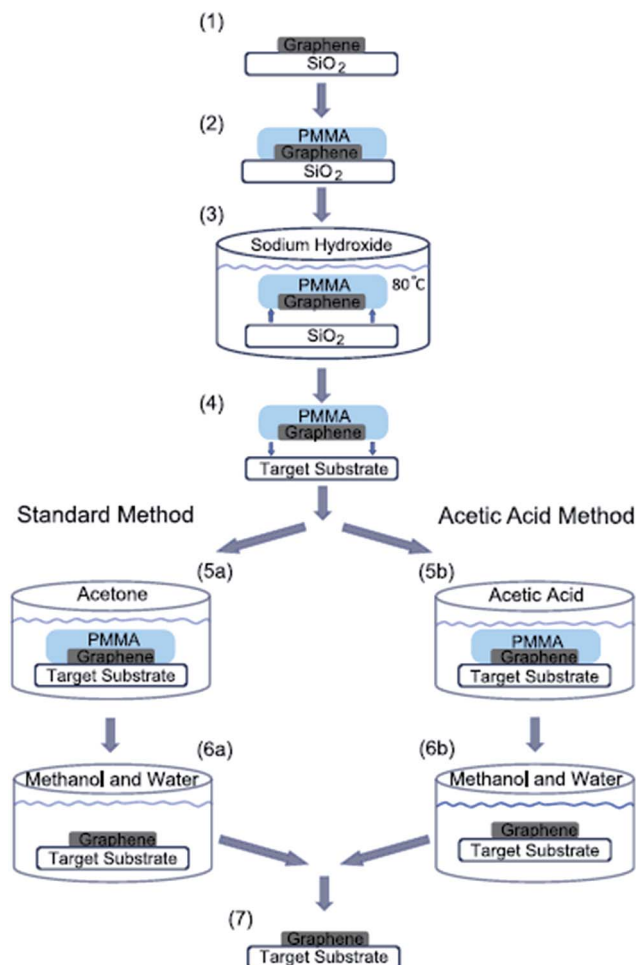 (1)
Graphene
SiO₂
(2)
PMMA
Graphene
SiO₂
(3)
Sodium Hydroxide
PMMA
80°C
Graphene
SiO₂
(4)
PMMA
Graphene
Target Substrate
Standard Method
Acetic Acid Method
(5a)
Acetone
PMMA
Graphene
Target Substrate
(5b)
Acetic Acid
PMMA
Graphene
Target Substrate
(6a)
Methanol and Water
Graphene
Target Substrate
(6b)
Methanol and Water
Graphene
Target Substrate
(7)
Graphene
Target Substrate